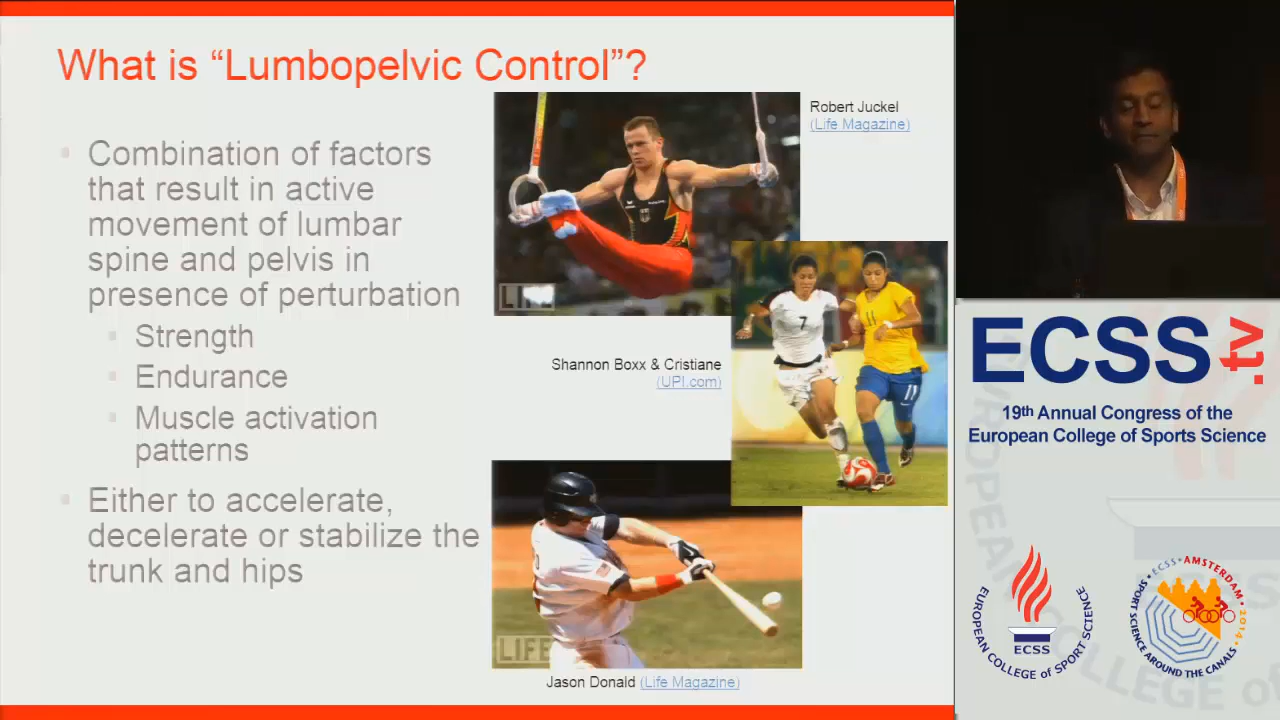 What is “Lumbopelvic Control”?
Combination of factors
that result in active
movement of lumbar
spine and pelvis in
presence of perturbation
Strength
Endurance
Muscle activation
patterns
Either to accelerate,
decelerate or stabilize the
trunk and hips
Robert Juckel
(Life Magazine)
LIFE
7
11
11
Shannon Boxx & Cristiane
(UPI.com)
LIFE
Jason Donald (Life Magazine)
ECSS.tv
19th Annual Congress of the
European College of Sports Science
EUROPEAN COLLEGE OF SPORT SCIENCE
ECSS
• ECSS • AMSTERDAM • 2014 •
SPORT SCIENCE AROUND THE CANALS